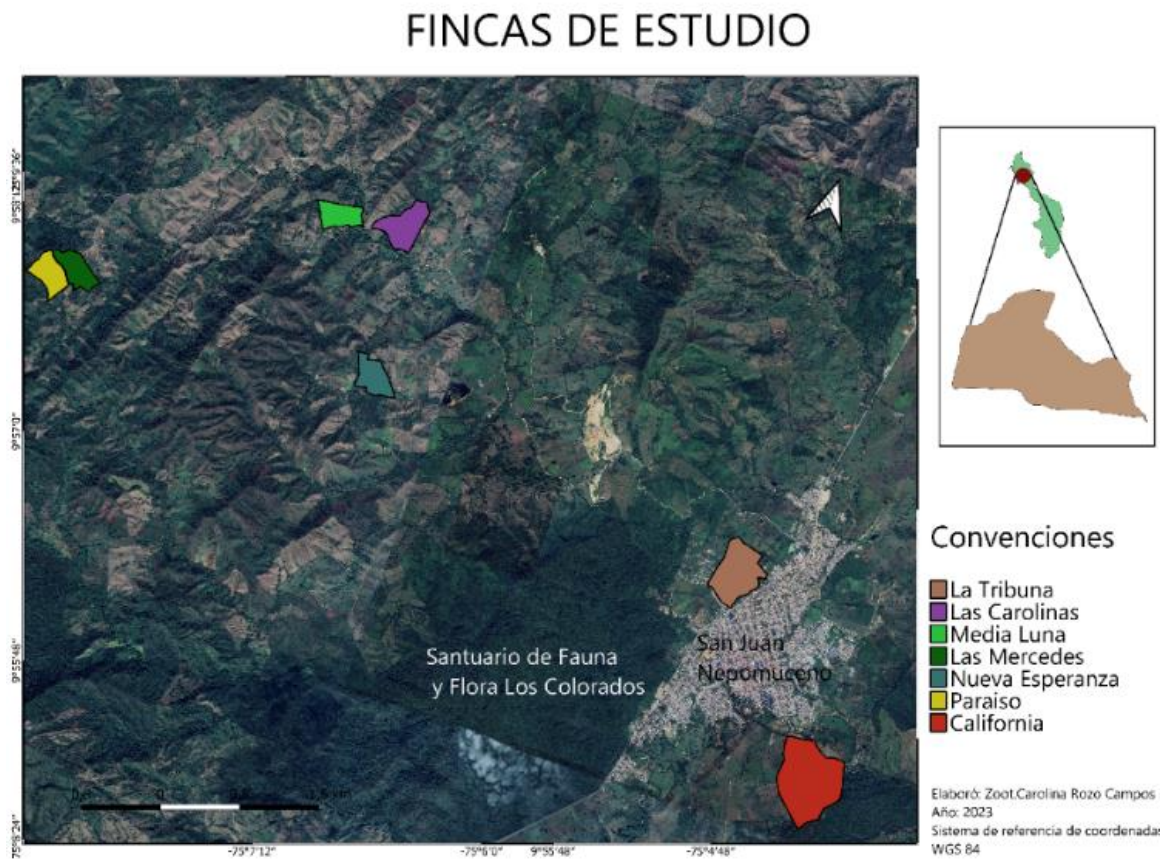 FINCAS DE ESTUDIO
9°57'0"
9°55'48"
Santuario de Fauna
y Flora Los Colorados
San Juan
Nepomuceno
-75°7'12"
-75°6'0"
9°55'48"
-75°4'48"
Convenciones
La Tribuna
Las Carolinas
Media Luna
Las Mercedes
Nueva Esperanza
Paraiso
California
Elaboró: Zoot.Carolina Rozo Campos
Año: 2023
Sistema de referencia de coordenadas
WGS 84